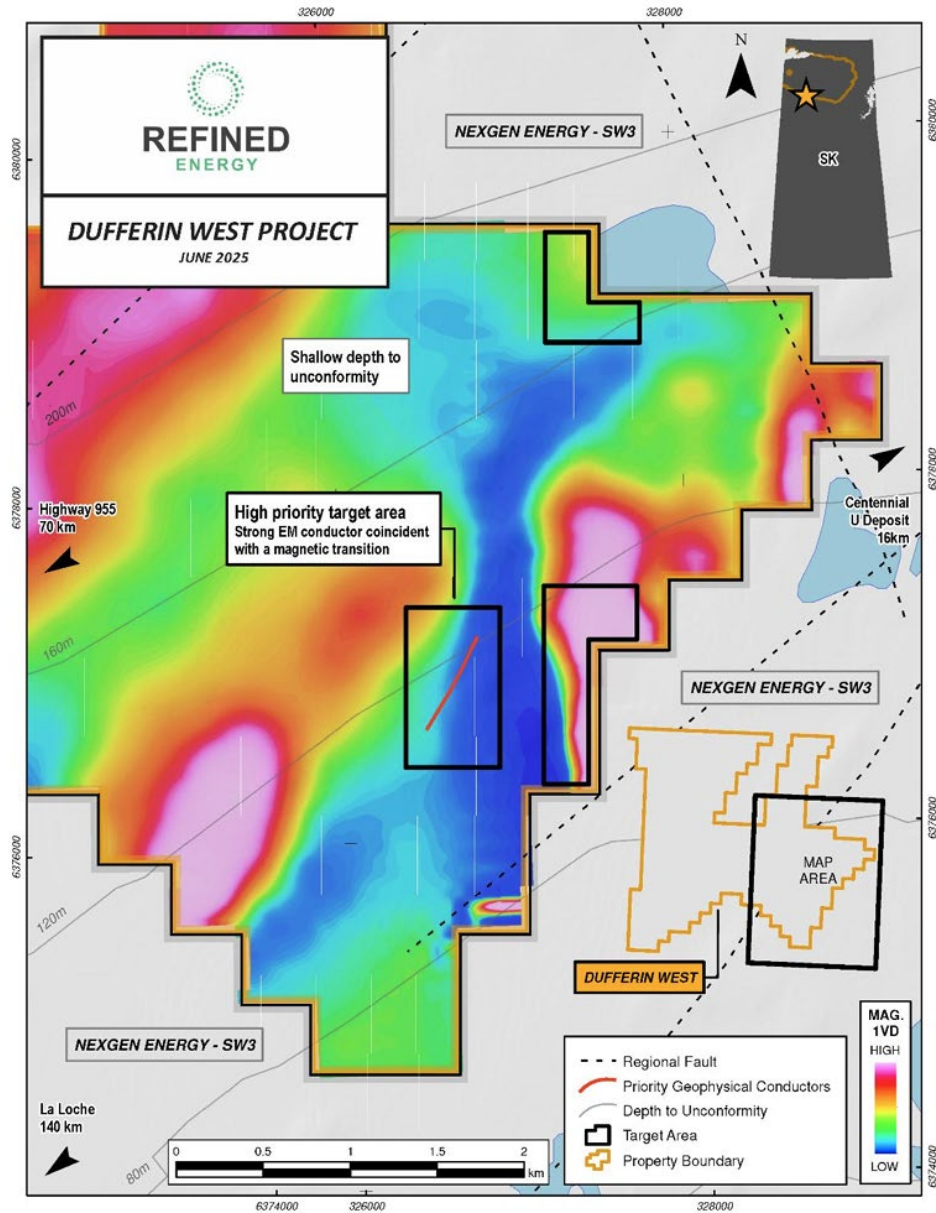 326000
328000
REFINED
ENERGY
DUFFERIN WEST PROJECT
JUNE 2025
NEXGEN ENERGY - SW3
N
SK
6380000
6380000
Shallow depth to
unconformity
200m
High priority target area
Strong EM conductor coincident
with a magnetic transition
Highway 955
70 km
6378000
6378000
Centennial
U Deposit
16km
160m
NEXGEN ENERGY - SW3
6376000
6376000
MAP
AREA
120m
DUFFERIN WEST
NEXGEN ENERGY - SW3
La Loche
140 km
80m
0
0.5
1
1.5
2
km
Regional Fault
Priority Geophysical Conductors
Depth to Unconformity
Target Area
Property Boundary
MAG.
1VD
HIGH
LOW
6374000
6374000
326000
328000